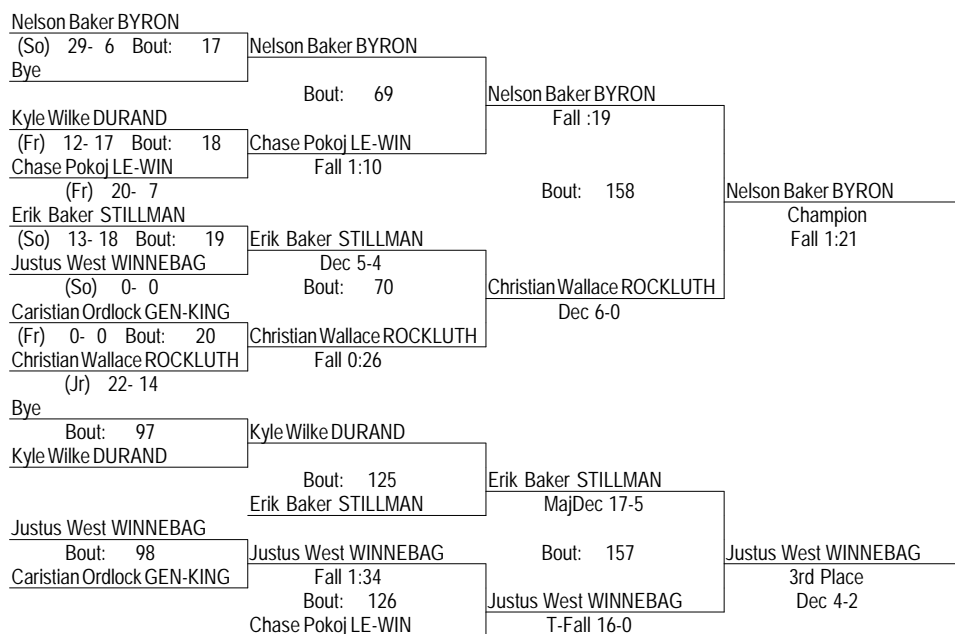 Nelson Baker BYRON
(So) 29- 6 Bout: 17 Nelson Baker BYRON
Bye
Bout: 69 Nelson Baker BYRON
Kyle Wilke DURAND Fall :19
(Fr) 12- 17 Bout: 18 Chase Pokoj LE-WIN
Chase Pokoj LE-WIN Fall 1:10
(Fr) 20- 7 Bout: 158 Nelson Baker BYRON
Erik Baker STILLMAN Champion
(So) 13- 18 Bout: 19 Erik Baker STILLMAN Fall 1:21
Justus West WINNEBAG Dec 5-4
(So) 0- 0 Bout: 70 Christian Wallace ROCKLUTH
Caristian Ordlock GEN-KING Dec 6-0
(Fr) 0- 0 Bout: 20 Christian Wallace ROCKLUTH
Christian Wallace ROCKLUTH Fall 0:26
(Jr) 22- 14
Bye
Bout: 97 Kyle Wilke DURAND
Kyle Wilke DURAND
Bout: 125 Erik Baker STILLMAN
Erik Baker STILLMAN MajDec 17-5
Justus West WINNEBAG
Bout: 98 Justus West WINNEBAG Bout: 157 Justus West WINNEBAG
Caristian Ordlock GEN-KING Fall 1:34 3rd Place
Bout: 126 Justus West WINNEBAG Dec 4-2
Chase Pokoj LE-WIN T-Fall 16-0